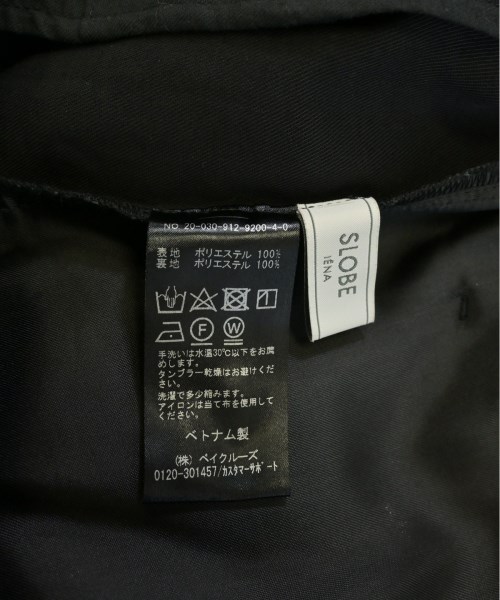 NO. 20-030-912-9200-4-0
表地 ポリエステル 100%
裏地 ポリエステル 100%
F W
手洗いは水温30℃以下をお薦
めします。
タンブラー乾燥はお避けくださ
い。
洗濯で多少縮みます。
アイロンは当て布を使用して
ください。
ベトナム製
(株) ベイクルーズ
0120-301457/カスタマーサポート
SLOBE
IÉNA